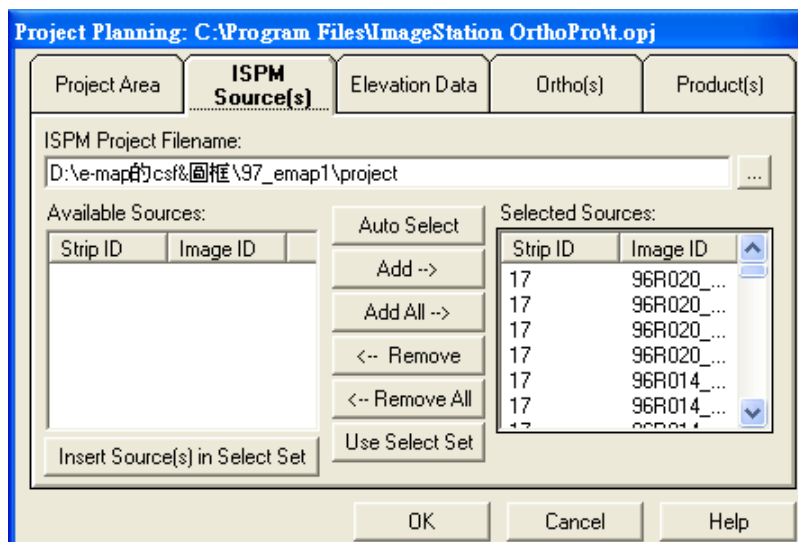 Project Planning: C:\Program Files\ImageStation OrthoPro\t.opj
Project Area
ISPM Source(s)
Elevation Data
Ortho(s)
Product(s)
ISPM Project Filename:
D:\e-map的csf&圖框\97_emap1\project
...
Available Sources:
Strip ID Image ID
Insert Source(s) in Select Set
Auto Select
Add -->
Add All -->
<-- Remove
<-- Remove All
Use Select Set
Selected Sources:
Strip ID Image ID
17 96R020_...
17 96R020_...
17 96R020_...
17 96R020_...
17 96R014_...
17 96R014_...
17 96R014_...
OK
Cancel
Help